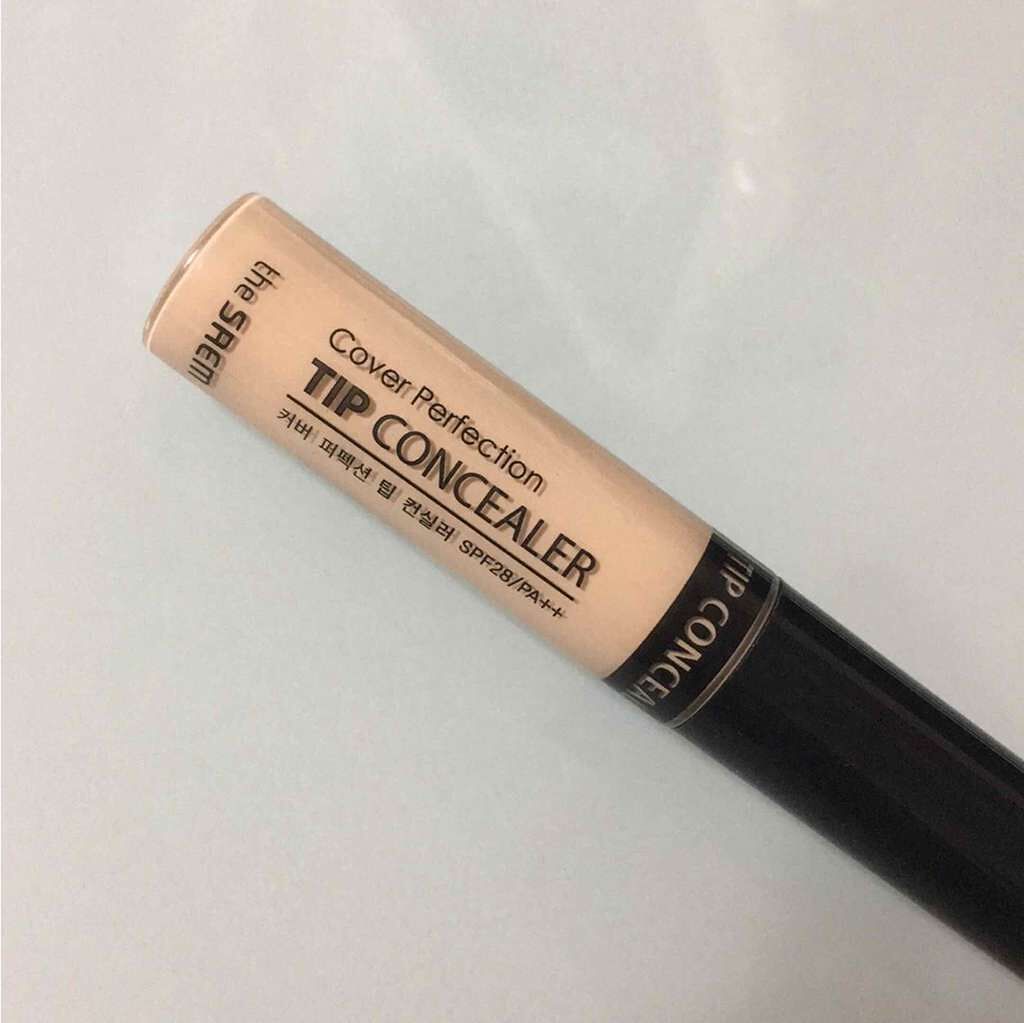 the SAEM
Cover Perfection
TIP CONCEALER
커버 퍼펙션 팁 컨실러 SPF28/PA++
TIP CONCEA